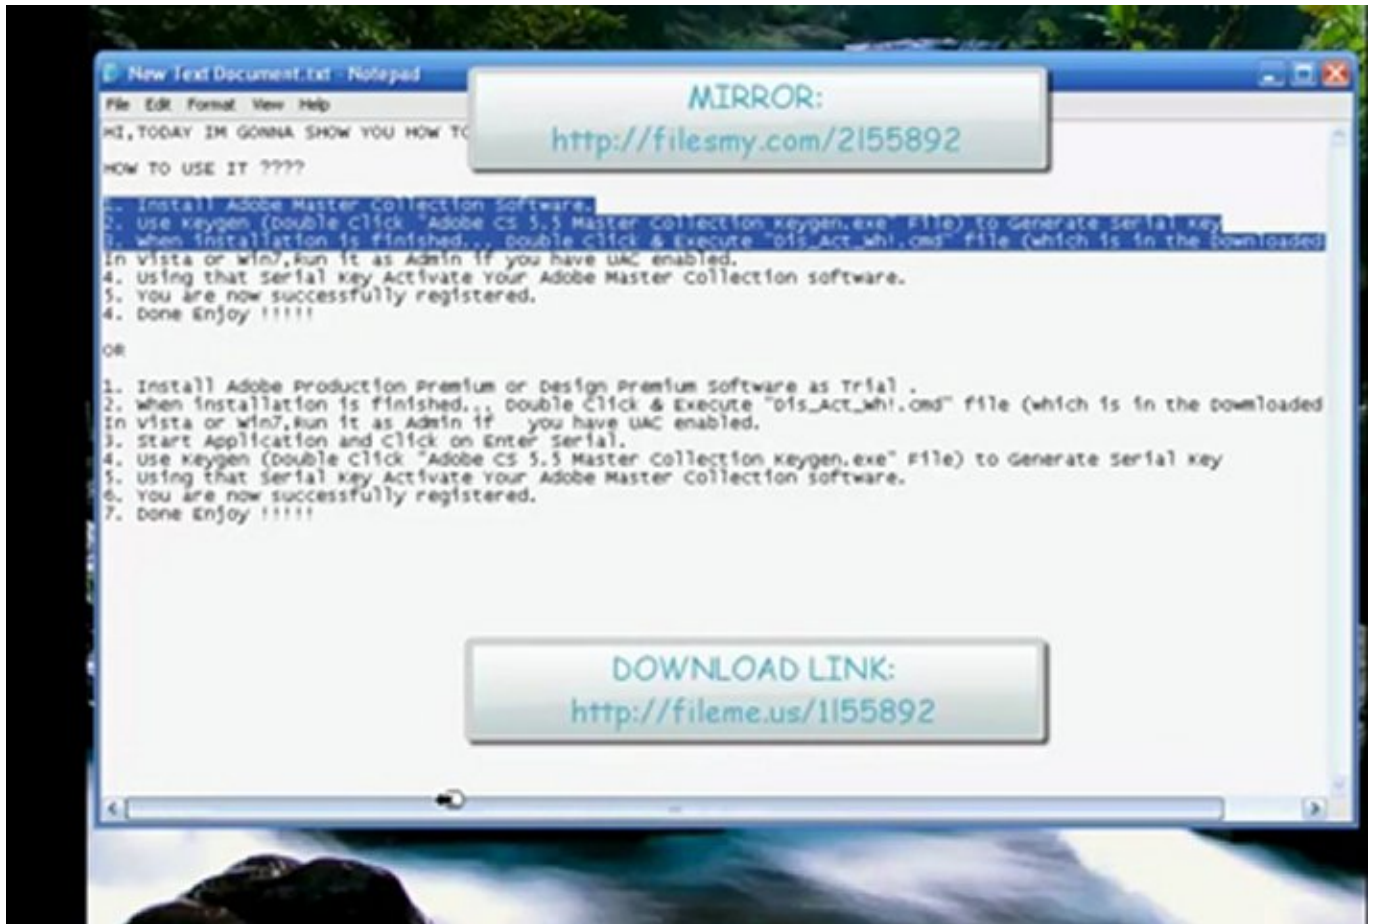 New Text Document.txt - Notepad
File Edit Format View Help
MIRROR:
http://filesmy.com/2155892
HI,TODAY IM GONNA SHOW YOU HOW TO
HOW TO USE IT ????
1. Install Adobe Master Collection Software.
2. Use Keygen (Double Click "Adobe CS 5.5 Master Collection Keygen.exe" File) to Generate Serial Key
3. When installation is finished... Double Click & Execute "Dis_Act_Wh!.cmd" file (which is in the Downloaded
In Vista or Win7,Run it as Admin if you have UAC enabled.
4. Using that Serial Key Activate Your Adobe Master Collection software.
5. You are now successfully registered.
4. Done Enjoy !!!!!
OR
1. Install Adobe Production Premium or Design Premium Software as Trial .
2. When installation is finished... Double Click & Execute "Dis_Act_Wh!.cmd" file (which is in the Downloaded
In Vista or Win7,Run it as Admin if you have UAC enabled.
3. Start Application and Click on Enter Serial.
4. Use Keygen (Double Click "Adobe CS 5.5 Master Collection Keygen.exe" File) to Generate Serial Key
5. Using that Serial Key Activate Your Adobe Master Collection software.
6. You are now successfully registered.
7. Done Enjoy !!!!!
DOWNLOAD LINK:
http://fileme.us/1155892